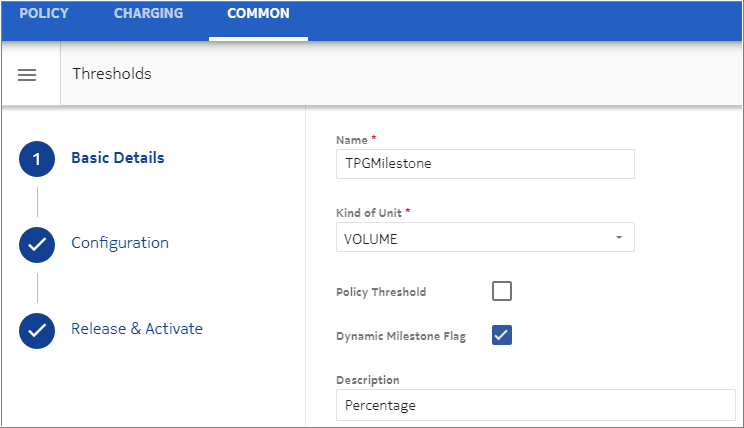 POLICY CHARGING COMMON
Thresholds
1 Basic Details
Configuration
Release & Activate
Name *
TPGMilestone
Kind of Unit *
VOLUME
Policy Threshold
Dynamic Milestone Flag
Description
Percentage